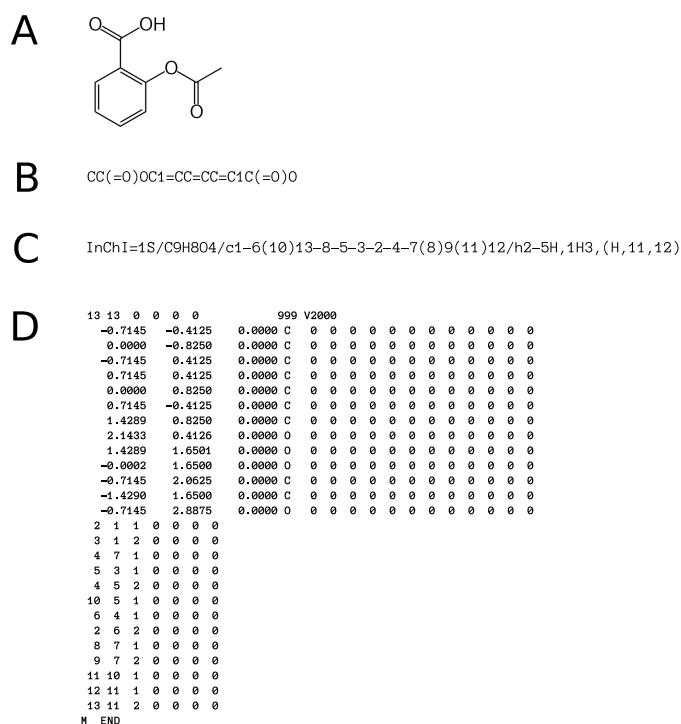 A
O
OH
O
O
B
CC(=O)OC1=CC=CC=C1C(=O)O
C
InChI=1S/C9H8O4/c1-6(10)13-8-5-3-2-4-7(8)9(11)12/h2-5H,1H3,(H,11,12)
D
13 13 0 0 0 0 999 V2000
-0.7145 -0.4125 0.0000 C 0 0 0 0 0 0 0 0 0 0 0 0
0.0000 -0.8250 0.0000 C 0 0 0 0 0 0 0 0 0 0 0 0
-0.7145 0.4125 0.0000 C 0 0 0 0 0 0 0 0 0 0 0 0
0.7145 0.4125 0.0000 C 0 0 0 0 0 0 0 0 0 0 0 0
0.0000 0.8250 0.0000 C 0 0 0 0 0 0 0 0 0 0 0 0
0.7145 -0.4125 0.0000 C 0 0 0 0 0 0 0 0 0 0 0 0
1.4289 0.8250 0.0000 C 0 0 0 0 0 0 0 0 0 0 0 0
2.1433 0.4126 0.0000 O 0 0 0 0 0 0 0 0 0 0 0 0
1.4289 1.6501 0.0000 O 0 0 0 0 0 0 0 0 0 0 0 0
-0.0002 1.6500 0.0000 O 0 0 0 0 0 0 0 0 0 0 0 0
-0.7145 2.0625 0.0000 C 0 0 0 0 0 0 0 0 0 0 0 0
-1.4290 1.6500 0.0000 C 0 0 0 0 0 0 0 0 0 0 0 0
-0.7145 2.8875 0.0000 O 0 0 0 0 0 0 0 0 0 0 0 0
2 1 1 0 0 0 0
3 1 2 0 0 0 0
4 7 1 0 0 0 0
5 3 1 0 0 0 0
4 5 2 0 0 0 0
10 5 1 0 0 0 0
6 4 1 0 0 0 0
2 6 2 0 0 0 0
8 7 1 0 0 0 0
9 7 2 0 0 0 0
11 10 1 0 0 0 0
12 11 1 0 0 0 0
13 11 2 0 0 0 0
M END